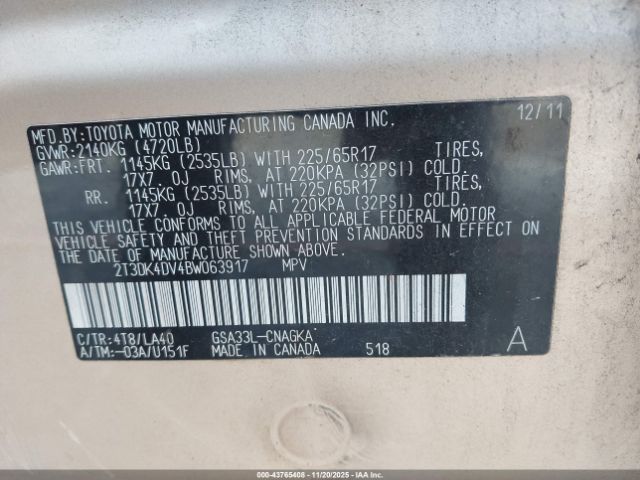 MFD.BY:TOYOTA MOTOR MANUFACTURING CANADA INC. 12/11
GVWR:2140KG (4720LB)
GAWR:FRT. 1145KG (2535LB) WITH 225/65R17 TIRES,
17X7.0J RIMS, AT 220KPA (32PSI) COLD.
RR. 1145KG (2535LB) WITH 225/65R17 TIRES,
17X7.0J RIMS, AT 220KPA (32PSI) COLD.
THIS VEHICLE CONFORMS TO ALL APPLICABLE FEDERAL MOTOR
VEHICLE SAFETY AND THEFT PREVENTION STANDARDS IN EFFECT ON
THE DATE OF MANUFACTURE SHOWN ABOVE.
2T3DK4DV4BW063917 MPV
C/TR:4T8/LA40 GSA33L-CNAGKA
A/TM:-03A/U151F MADE IN CANADA 518 A
000-43765408 - 11/20/2025 - COPYRIGHT © IAA, LLC